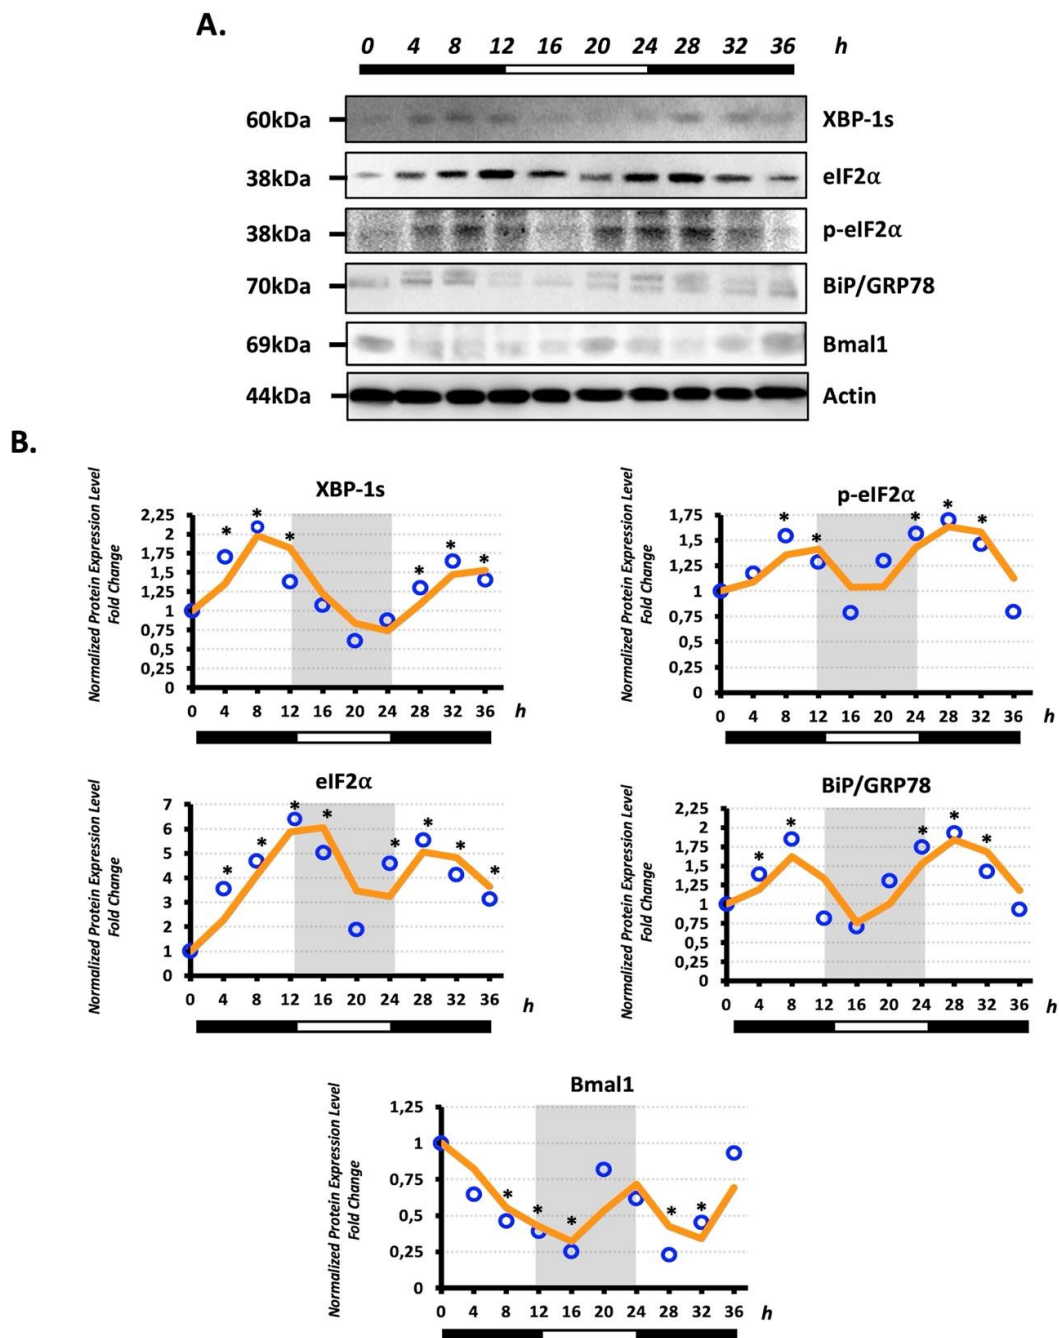 A.
0 4 8 12 16 20 24 28 32 36 h
60kDa XBP-1s
38kDa eIF2α
38kDa p-eIF2α
70kDa BiP/GRP78
69kDa Bmal1
44kDa Actin
B.
XBP-1s
Normalized Protein Expression Level
Fold Change
2,25
2
1,75
1,5
1,25
1
0,75
0,5
0,25
0
* * * * * *
0 4 8 12 16 20 24 28 32 36 h
p-eIF2α
Normalized Protein Expression Level
Fold Change
1,75
1,5
1,25
1
0,75
0,5
0,25
0
* * * * *
0 4 8 12 16 20 24 28 32 36 h
eIF2α
Normalized Protein Expression Level
Fold Change
7
6
5
4
3
2
1
0
* * * * * * * *
0 4 8 12 16 20 24 28 32 36 h
BiP/GRP78
Normalized Protein Expression Level
Fold Change
2,25
2
1,75
1,5
1,25
1
0,75
0,5
0,25
0
* * * * *
0 4 8 12 16 20 24 28 32 36 h
Bmal1
Normalized Protein Expression Level
Fold Change
1,25
1
0,75
0,5
0,25
0
* * * * *
0 4 8 12 16 20 24 28 32 36 h